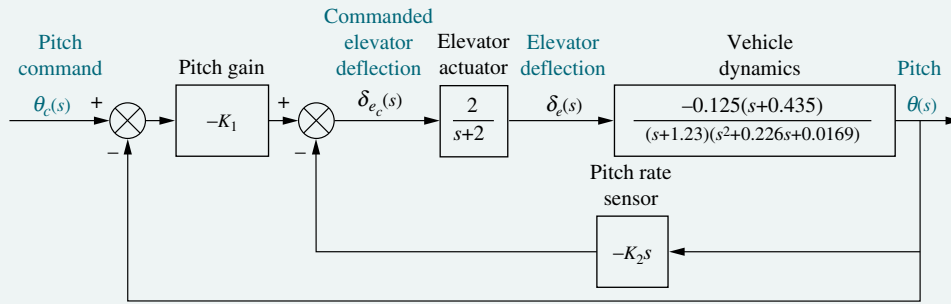 Pitch
command
θc(s)
+
−
Pitch gain
−K1
+
−
Commanded
elevator
deflection
δec(s)
Elevator
actuator
2
s+2
Elevator
deflection
δe(s)
Vehicle
dynamics
−0.125(s+0.435)
(s+1.23)(s²+0.226s+0.0169)
Pitch
θ(s)
Pitch rate
sensor
−K2s